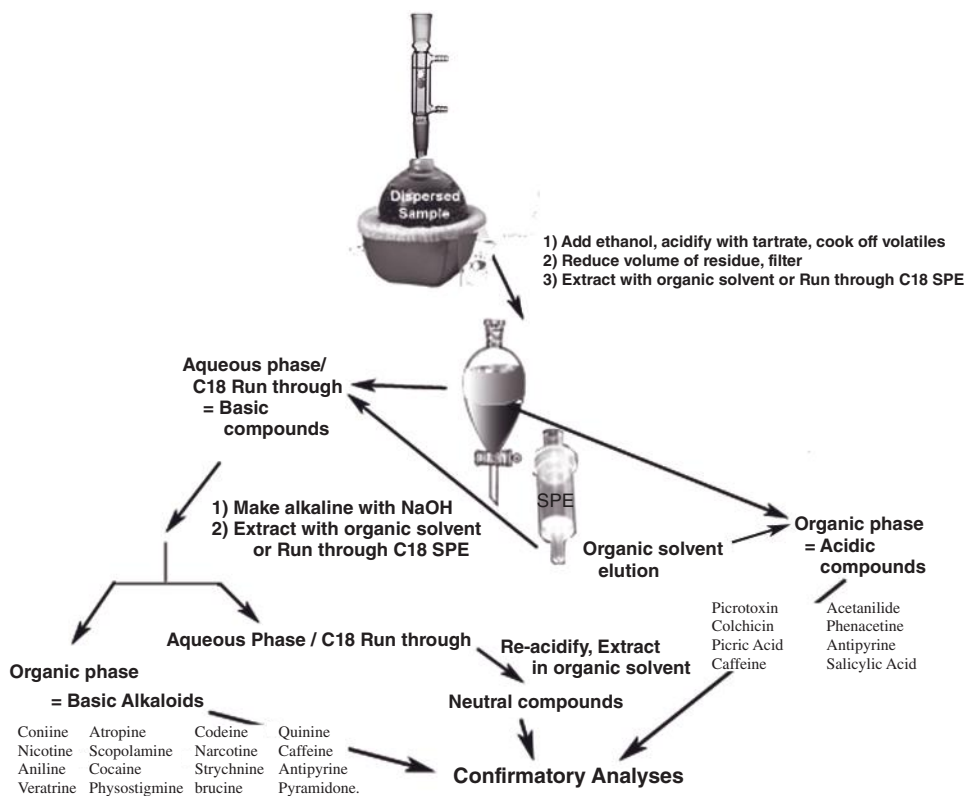 Dispersed
Sample
1) Add ethanol, acidify with tartrate, cook off volatiles
2) Reduce volume of residue, filter
3) Extract with organic solvent or Run through C18 SPE
Aqueous phase/
C18 Run through
= Basic
compounds
SPE
1) Make alkaline with NaOH
2) Extract with organic solvent
or Run through C18 SPE
Organic solvent
elution
Organic phase
= Acidic
compounds
Picrotoxin Acetanilide
Colchicin Phenacetine
Picric Acid Antipyrine
Caffeine Salicylic Acid
Aqueous Phase / C18 Run through
Re-acidify, Extract
in organic solvent
Neutral compounds
Organic phase
= Basic Alkaloids
Coniine Atropine Codeine Quinine
Nicotine Scopolamine Narcotine Caffeine
Aniline Cocaine Strychnine Antipyrine
Veratrine Physostigmine brucine Pyramidone.
Confirmatory Analyses